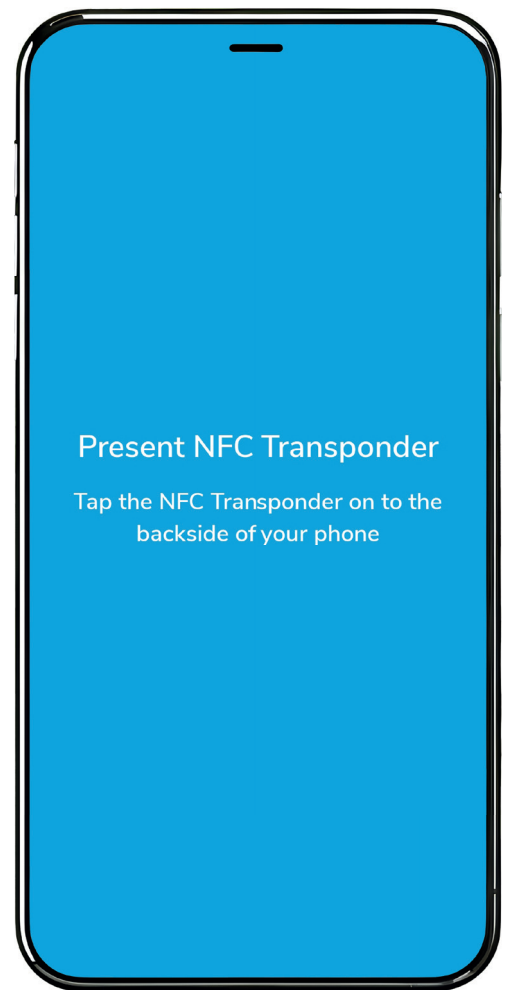 Present NFC Transponder
Tap the NFC Transponder on to the
backside of your phone